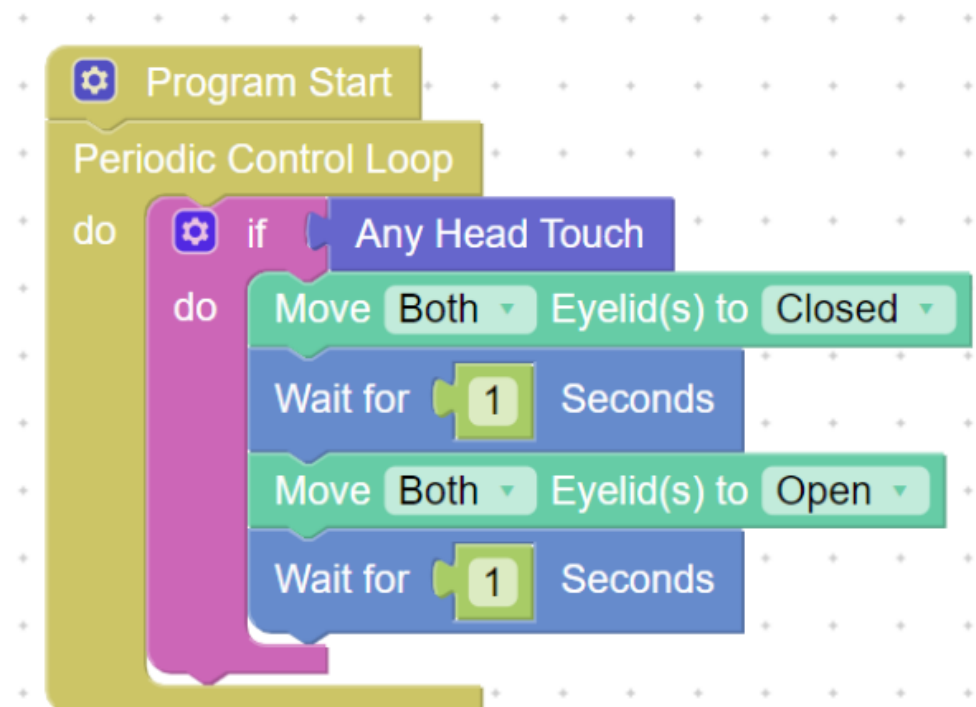 Program Start
Periodic Control Loop
do if Any Head Touch
do Move Both Eyelid(s) to Closed
Wait for 1 Seconds
Move Both Eyelid(s) to Open
Wait for 1 Seconds